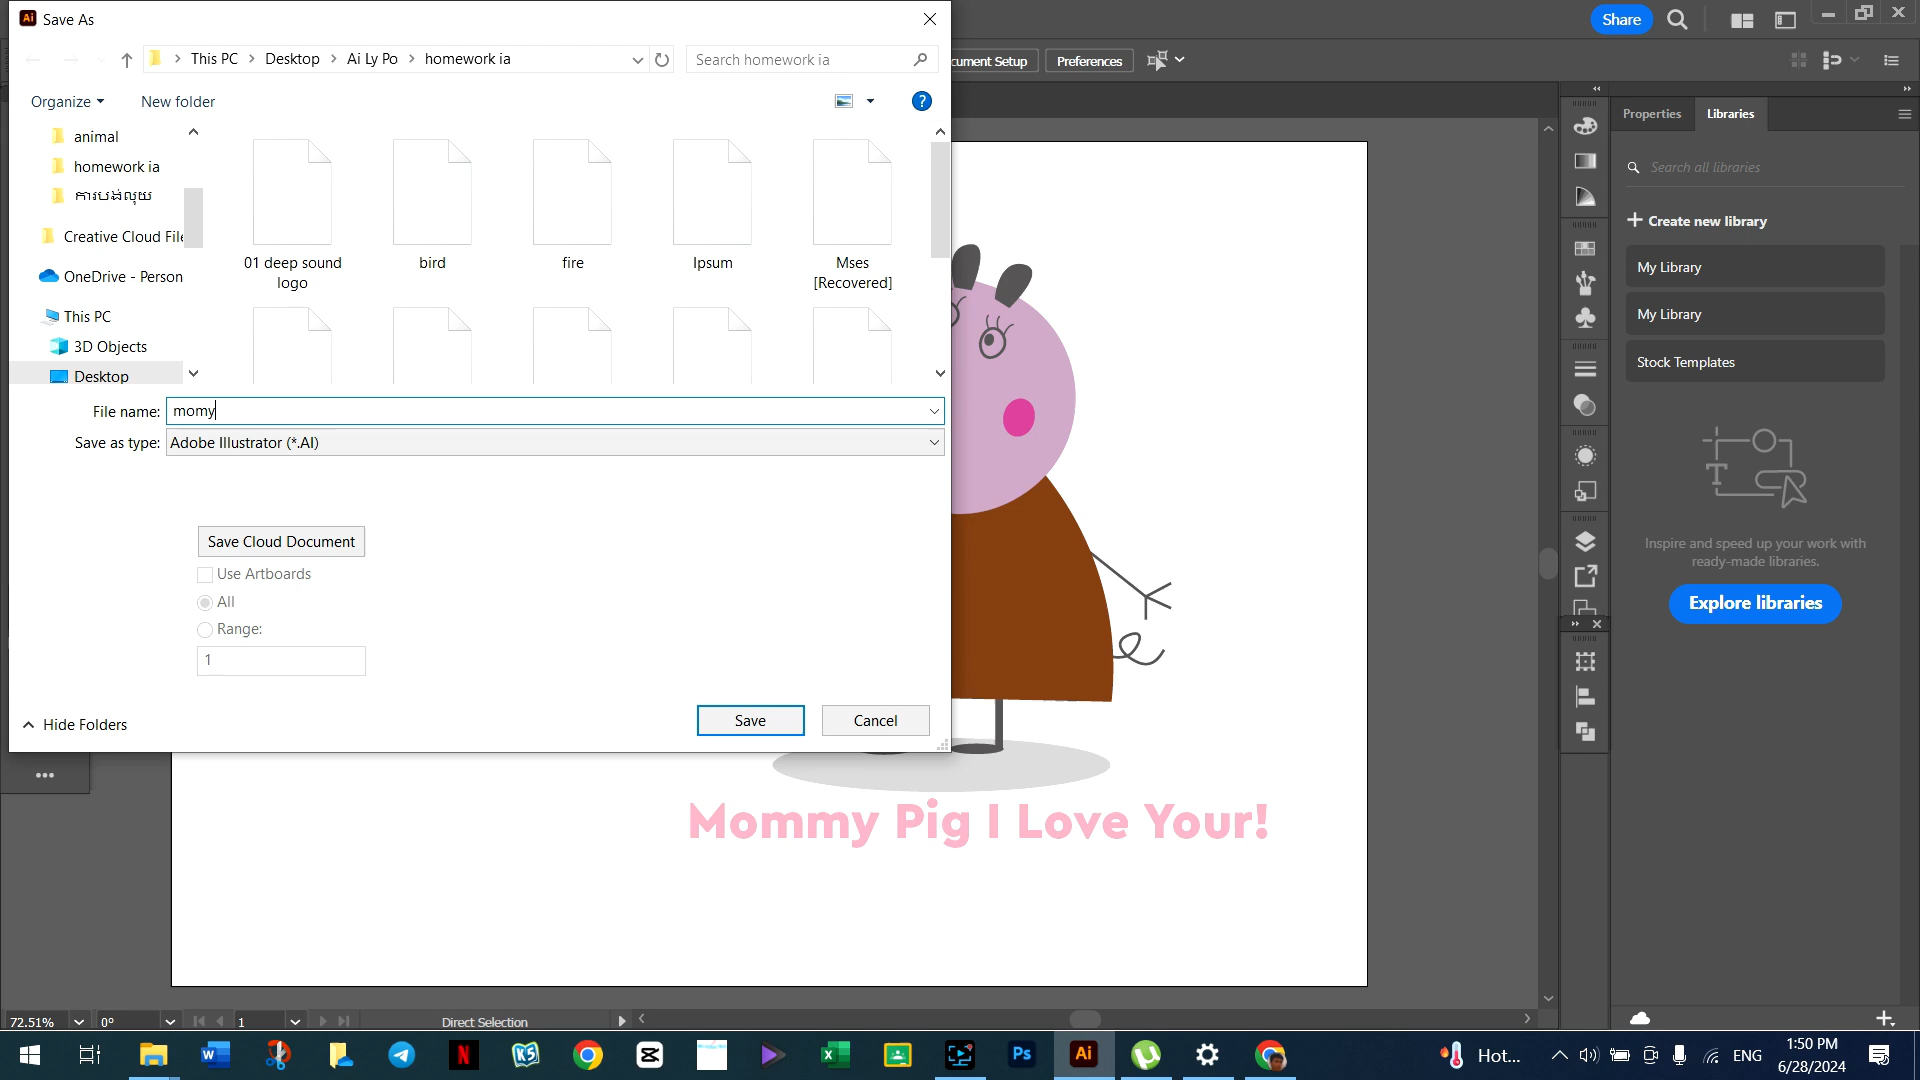 Ai Save As
This PC > Desktop > Ai Ly Po > homework ia
Search homework ia
Organize
New folder
?
animal
homework ia
ការបង់លុយ
Creative Cloud File
OneDrive - Person
This PC
3D Objects
Desktop
01 deep sound
logo
bird
fire
Ipsum
Mses
[Recovered]
File name: momy
Save as type: Adobe Illustrator (*.AI)
Save Cloud Document
Use Artboards
All
Range:
1
Hide Folders
Save
Cancel
Share
cument Setup
Preferences
Properties
Libraries
Search all libraries
Create new library
My Library
My Library
Stock Templates
T
Inspire and speed up your work with
ready-made libraries.
Explore libraries
Mommy Pig I Love Your!
72.51%
0°
1
Direct Selection
W
N
K5
X
Ps
Ai
Hot...
ENG
1:50 PM
6/28/2024